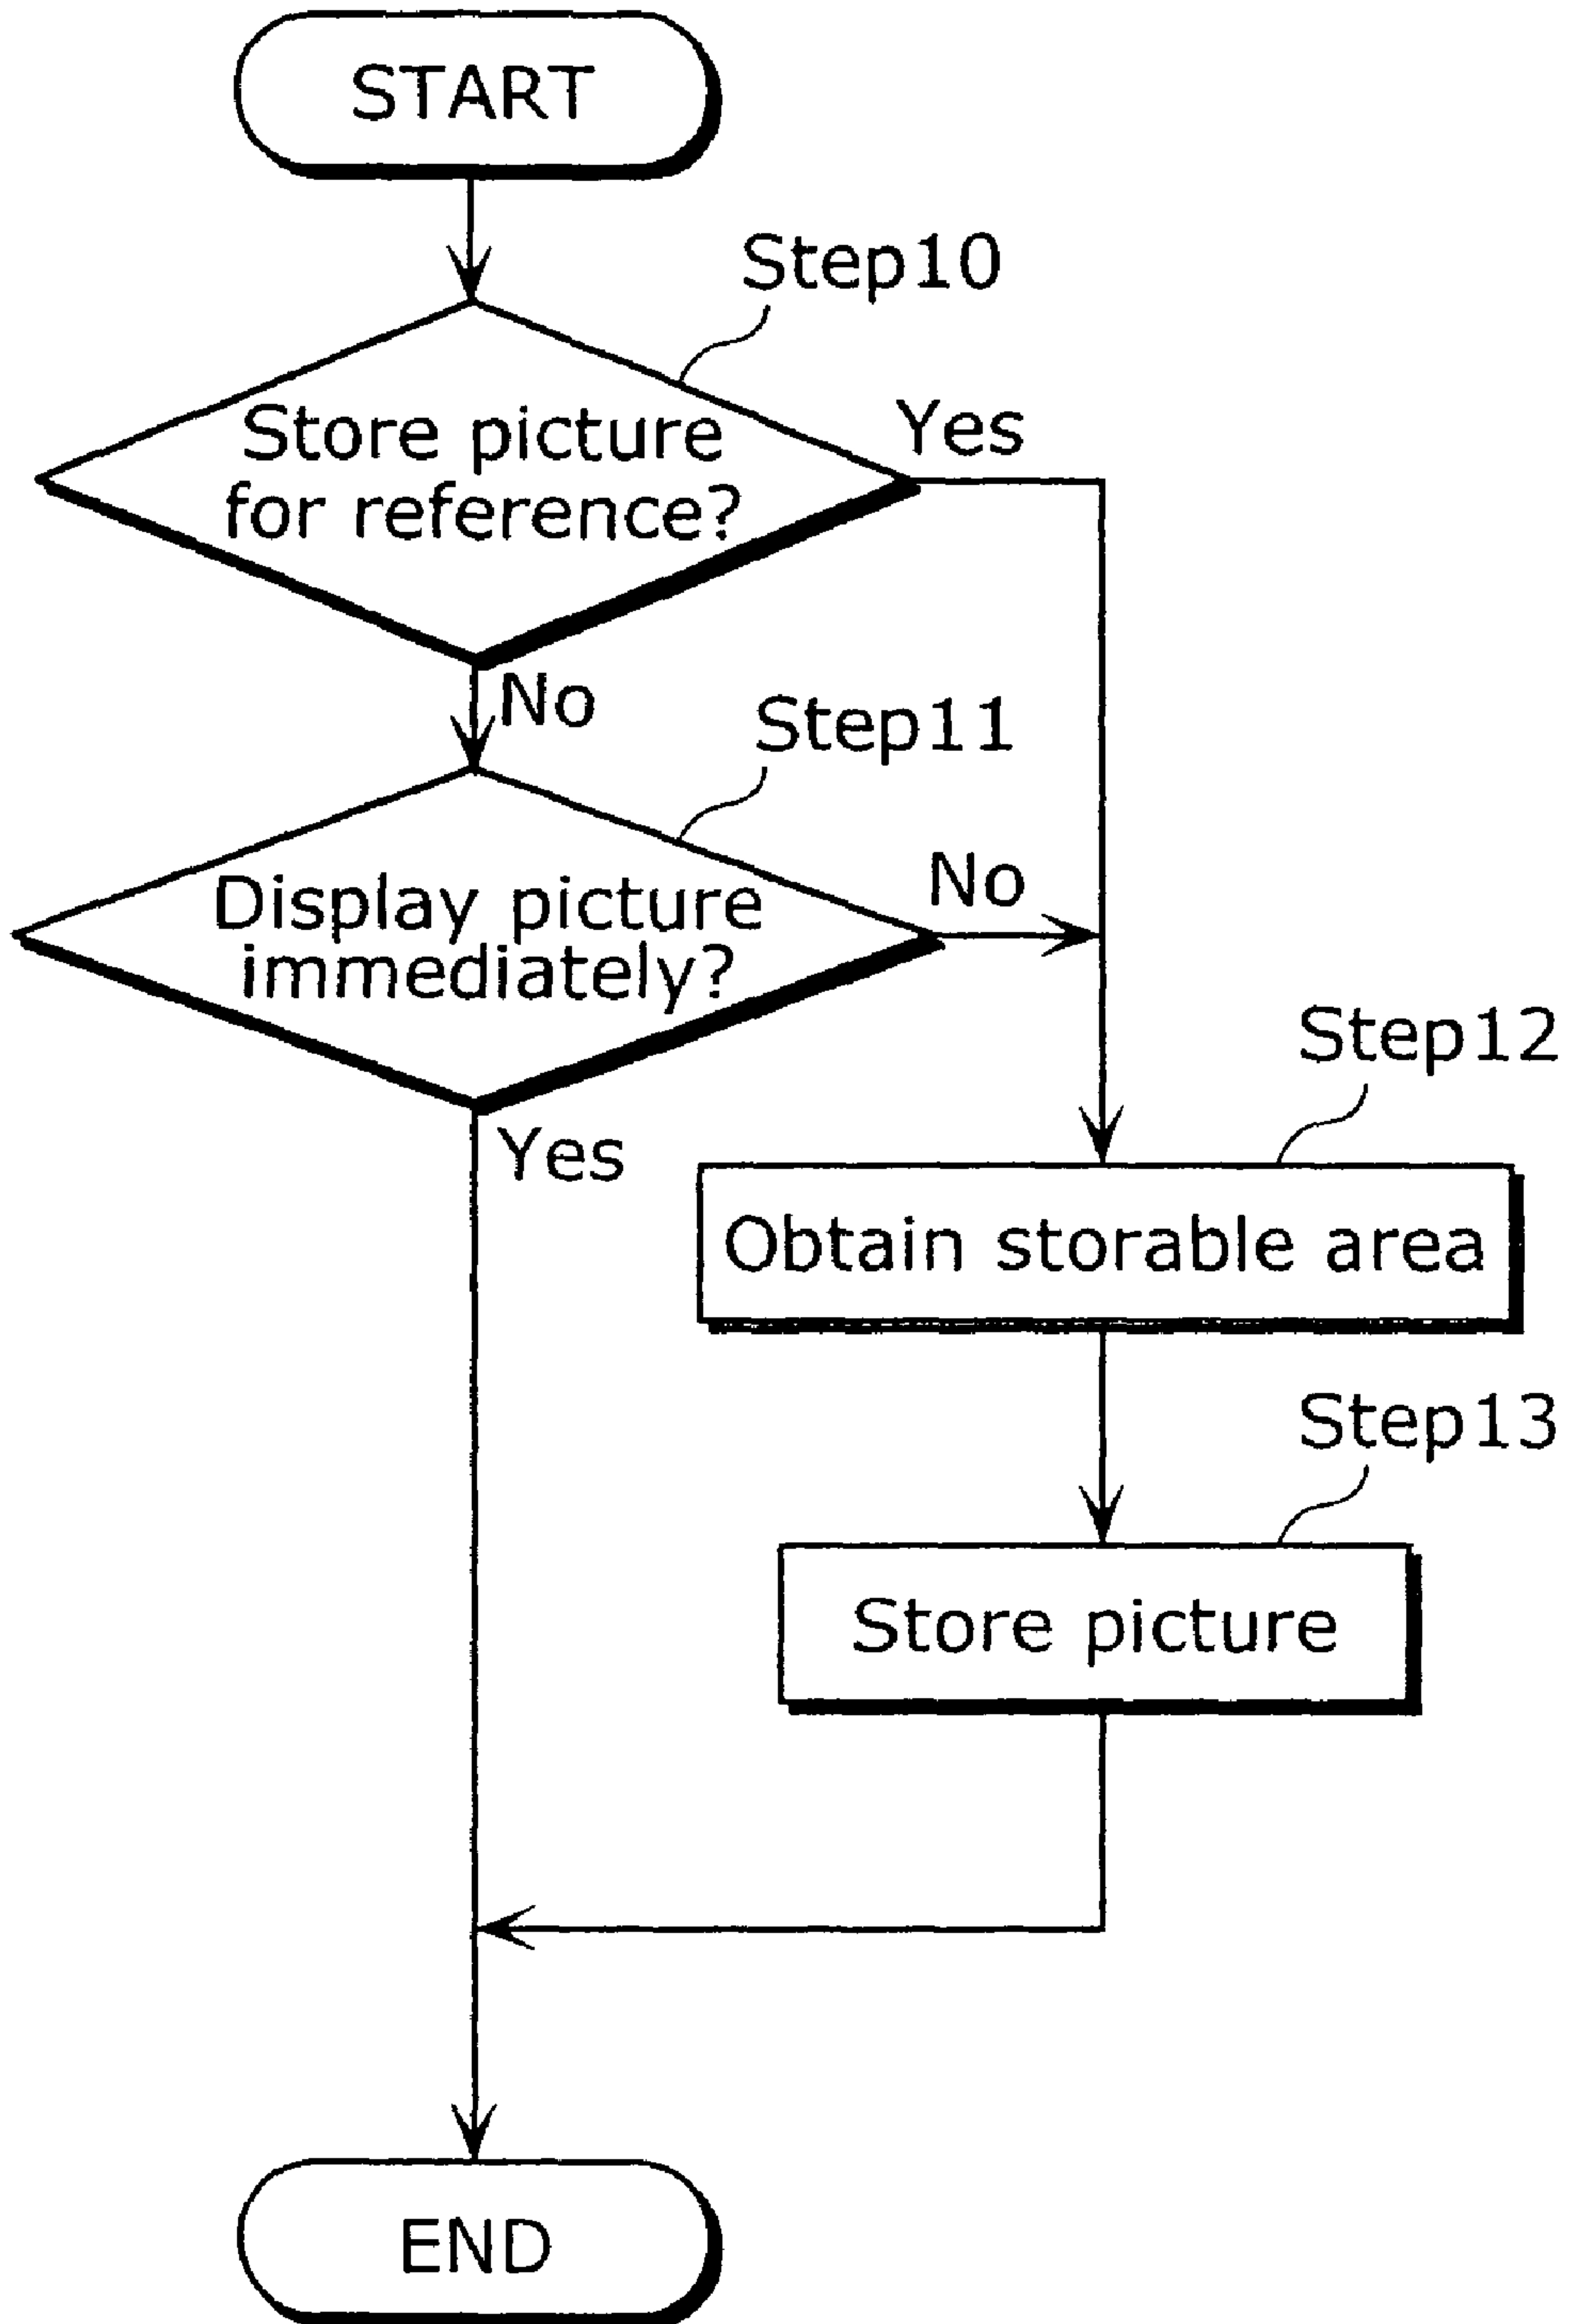 START
Step10
Store picture
for reference?
Yes
No
Step11
Display picture
immediately?
No
Yes
Step12
Obtain storable area
Step13
Store picture
END